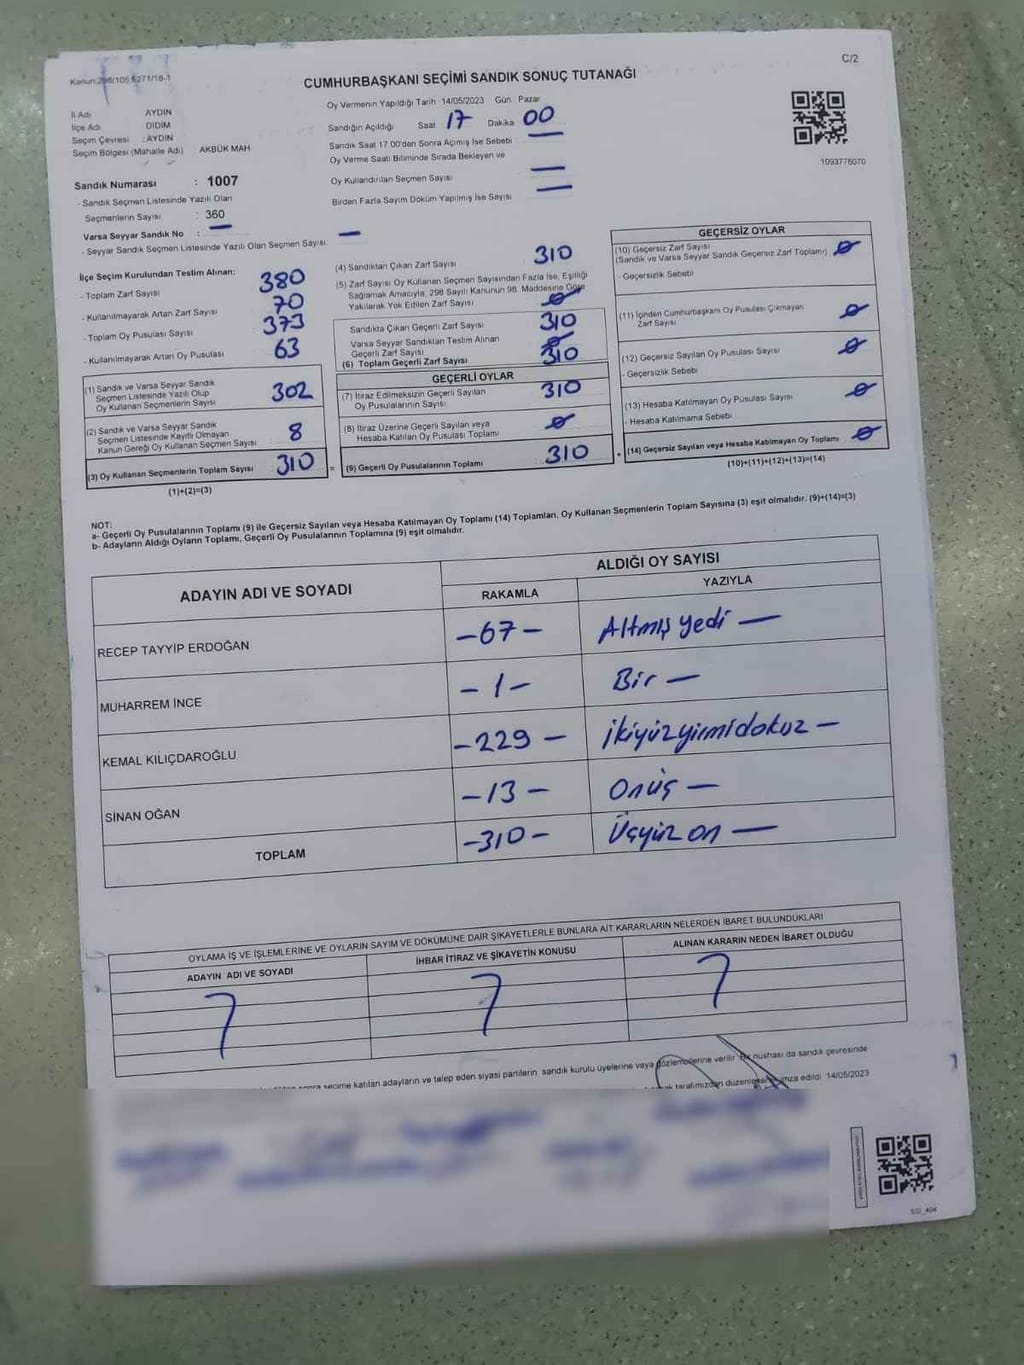 Kanun:298/105,6271/16-1
C/2
CUMHURBAŞKANI SEÇİMİ SANDIK SONUÇ TUTANAĞI
İl Adı AYDIN
İlçe Adı DİDİM
Seçim Çevresi : AYDIN
Seçim Bölgesi (Mahalle Adı) AKBÜK MAH
Oy Vermenin Yapıldığı Tarih 14/05/2023 Gün Pazar
Sandığın Açıldığı Saat 17 Dakika 00
Sandık Saat 17.00'den Sonra Açılmış İse Sebebi —
Oy Verme Saati Bitiminde Sırada Bekleyen ve
Oy Kullandırılan Seçmen Sayısı —
Birden Fazla Sayım Döküm Yapılmış İse Sayısı —
1093776070
Sandık Numarası : 1007
- Sandık Seçmen Listesinde Yazılı Olan
Seçmenlerin Sayısı : 360
Varsa Seyyar Sandık No : —
- Seyyar Sandık Seçmen Listesinde Yazılı Olan Seçmen Sayısı —
İlçe Seçim Kurulundan Teslim Alınan;
- Toplam Zarf Sayısı 380
- Kullanılmayarak Artan Zarf Sayısı 70
- Toplam Oy Pusulası Sayısı 373
- Kullanılmayarak Artan Oy Pusulası 63
(1) Sandık ve Varsa Seyyar Sandık
Seçmen Listesinde Yazılı Olup
Oy Kullanan Seçmenlerin Sayısı 302
(2) Sandık ve Varsa Seyyar Sandık
Seçmen Listesinde Kayıtlı Olmayan
Kanun Gereği Oy Kullanan Seçmen Sayısı 8
(3) Oy Kullanan Seçmenlerin Toplam Sayısı 310 =
(1)+(2)=(3)
(4) Sandıktan Çıkan Zarf Sayısı 310
(5) Zarf Sayısı Oy Kullanan Seçmen Sayısından Fazla İse, Eşitliği
Sağlamak Amacıyla, 298 Sayılı Kanunun 98. Maddesine Göre
Yakılarak Yok Edilen Zarf Sayısı Ø
Sandıkta Çıkan Geçerli Zarf Sayısı 310
Varsa Seyyar Sandıktan Teslim Alınan
Geçerli Zarf Sayısı Ø
(6) Toplam Geçerli Zarf Sayısı 310
GEÇERLİ OYLAR
(7) İtiraz Edilmeksizin Geçerli Sayılan
Oy Pusulalarının Sayısı 310
(8) İtiraz Üzerine Geçerli Sayılan veya
Hesaba Katılan Oy Pusulası Toplamı Ø
(9) Geçerli Oy Pusulalarının Toplamı 310 +
GEÇERSİZ OYLAR
(10) Geçersiz Zarf Sayısı
(Sandık ve Varsa Seyyar Sandık Geçersiz Zarf Toplamı) Ø
- Geçersizlik Sebebi
(11) İçinden Cumhurbaşkanı Oy Pusulası Çıkmayan
Zarf Sayısı Ø
(12) Geçersiz Sayılan Oy Pusulası Sayısı Ø
- Geçersizlik Sebebi
(13) Hesaba Katılmayan Oy Pusulası Sayısı Ø
- Hesaba Katılmama Sebebi
(14) Geçersiz Sayılan veya Hesaba Katılmayan Oy Toplamı Ø
(10)+(11)+(12)+(13)=(14)
NOT:
a- Geçerli Oy Pusulalarının Toplamı (9) ile Geçersiz Sayılan veya Hesaba Katılmayan Oy Toplamı (14) Toplamları, Oy Kullanan Seçmenlerin Toplam Sayısına (3) eşit olmalıdır. (9)+(14)=(3)
b- Adayların Aldığı Oyların Toplamı, Geçerli Oy Pusulalarının Toplamına (9) eşit olmalıdır.
ADAYIN ADI VE SOYADI ALDIĞI OY SAYISI
RAKAMLA YAZIYLA
RECEP TAYYİP ERDOĞAN -67- Altmış yedi —
MUHARREM İNCE -1- Bir —
KEMAL KILIÇDAROĞLU -229- İkiyüzyirmidokuz —
SİNAN OĞAN -13- Onüç —
TOPLAM -310- Üçyüz on —
OYLAMA İŞ VE İŞLEMLERİNE VE OYLARIN SAYIM VE DÖKÜMÜNE DAİR ŞİKAYETLERLE BUNLARA AİT KARARLARIN NELERDEN İBARET BULUNDUKLARI
ADAYIN ADI VE SOYADI İHBAR İTİRAZ VE ŞİKAYETİN KONUSU ALINAN KARARIN NEDEN İBARET OLDUĞU
sonra seçime katılan adayların ve talep eden siyasi partilerin sandık kurulu üyelerine veya gözlemcilerine verilir. Bir nüshası da sandık çevresinde
tarafımızdan düzenlenerek imza edildi. 14/05/2023